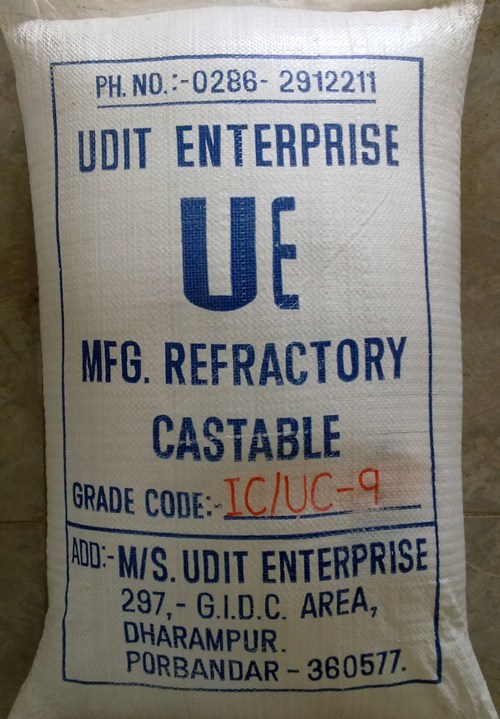 PH. NO.:-0286- 2912211
UDIT ENTERPRISE
UE
MFG. REFRACTORY
CASTABLE
GRADE CODE:- IC/UC-9
ADD:- M/S. UDIT ENTERPRISE
297,- G.I.D.C. AREA,
DHARAMPUR.
PORBANDAR - 360577.